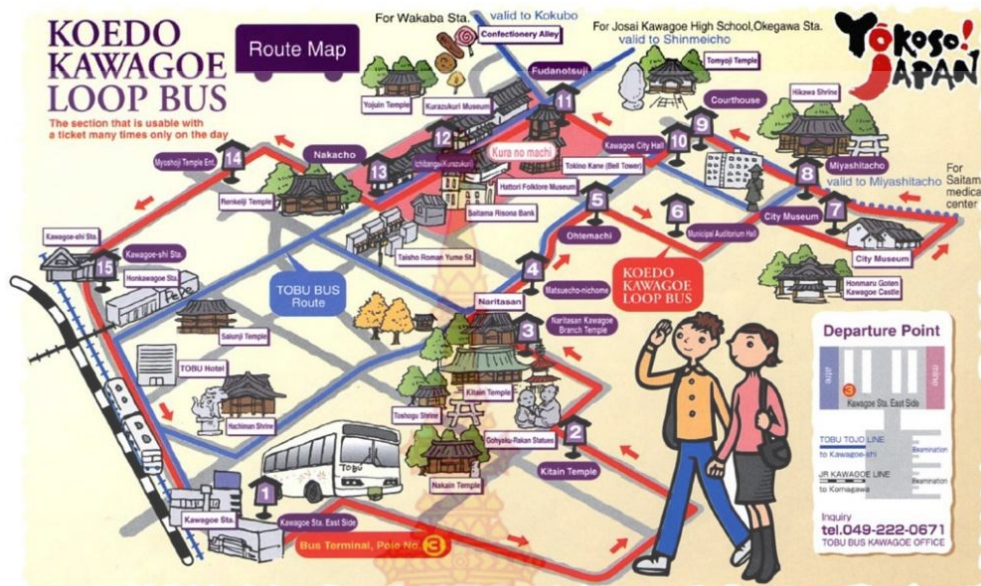 KOEDO
KAWAGOE
LOOP BUS
The section that is usable with
a ticket many times only on the day
Route Map
For Wakaba Sta.
valid to Kokubo
Confectionery Alley
For Josai Kawagoe High School,Okegawa Sta.
valid to Shinmeicho
Yōkoso!
JAPAN
Fudanotsuji
11
Tomyoji Temple
Courthouse
Hikawa Shrine
Yojuin Temple
Kurazukuri Museum
12
Ichibangai(Kurazukuri)
Kura no machi
Kawagoe City Hall
10
9
Tokino Kane (Bell Tower)
Miyashitacho
8
valid to Miyashitacho
For
Saitama
medical
center
Myoshoji Temple Ent.
14
Nakacho
13
Renkeiji Temple
Hattori Folklore Museum
Saitama Risona Bank
5
Ohtemachi
6
Municipal Auditorium Hall
City Museum
7
City Museum
Taisho Roman Yume St.
Kawagoe-shi Sta.
15
Kawagoe-shi Sta.
Honkawagoe Sta.
PePe
TOBU BUS
Route
4
Matsuecho-nichome
KOEDO
KAWAGOE
LOOP BUS
Honmaru Goten
Kawagoe Castle
Naritasan
3
Naritasan Kawagoe
Branch Temple
Saiunji Temple
TOBU Hotel
Hachiman Shrine
Kitain Temple
Toshogu Shrine
Gohyaku-Rakan Statues
2
Kitain Temple
Nakain Temple
TOBU
1
Kawagoe Sta.
Kawagoe Sta. East Side
Bus Terminal, Pole No. 3
Departure Point
atre
mine
3
Kawagoe Sta. East Side
TOBU TOJO LINE
to Kawagoe-shi
JR KAWAGOE LINE
to Komagawa
Examination
Examination
Inquiry
tel.049-222-0671
TOBU BUS KAWAGOE OFFICE